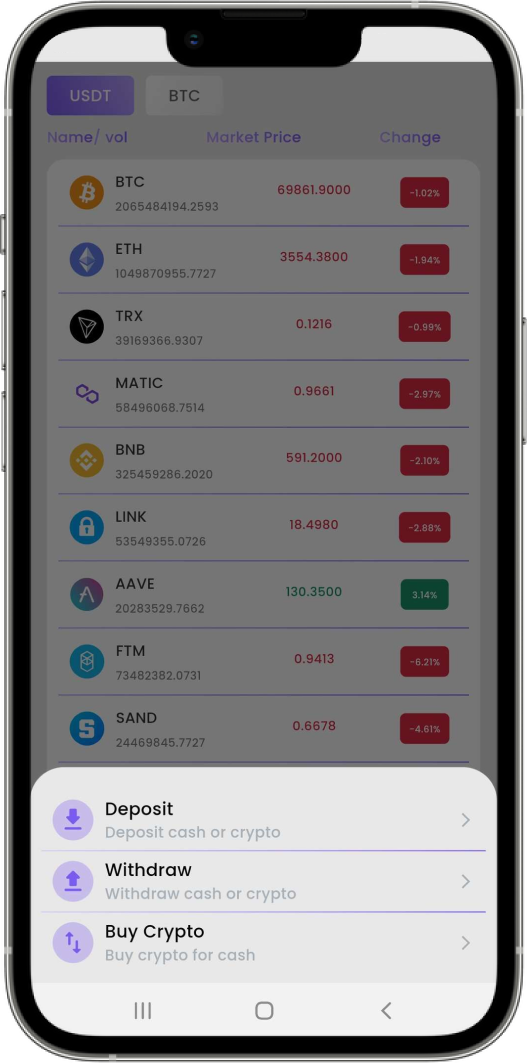 USDT BTC
Name/ vol Market Price Change
BTC 69861.9000 -1.02%
2065484194.2593
ETH 3554.3800 -1.94%
1049870955.7727
TRX 0.1216 -0.99%
39169366.9307
MATIC 0.9661 -2.97%
58496068.7514
BNB 591.2000 -2.10%
325459286.2020
LINK 18.4980 -2.88%
53549355.0726
AAVE 130.3500 3.14%
20283529.7662
FTM 0.9413 -6.21%
73482382.0731
SAND 0.6678 -4.61%
24469845.7727
Deposit
Deposit cash or crypto
Withdraw
Withdraw cash or crypto
Buy Crypto
Buy crypto for cash